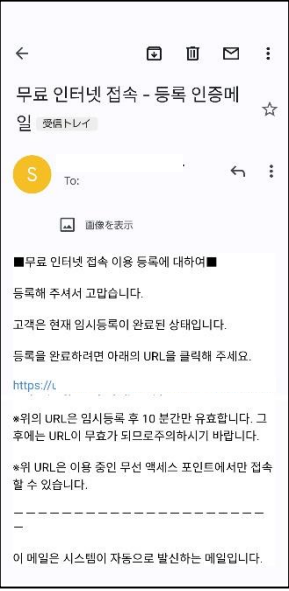 무료 인터넷 접속 – 등록 인증메
일 受信トレイ
S
To:
画像を表示
■무료 인터넷 접속 이용 등록에 대하여■
등록해 주셔서 고맙습니다.
고객은 현재 임시등록이 완료된 상태입니다.
등록을 완료하려면 아래의 URL을 클릭해 주세요.
https://
※위의 URL은 임시등록 후 10 분간만 유효합니다. 그
후에는 URL이 무효가 되므로주의하시기 바랍니다.
※위 URL은 이용 중인 무선 액세스 포인트에서만 접속
할 수 있습니다.
이 메일은 시스템이 자동으로 발신하는 메일입니다.